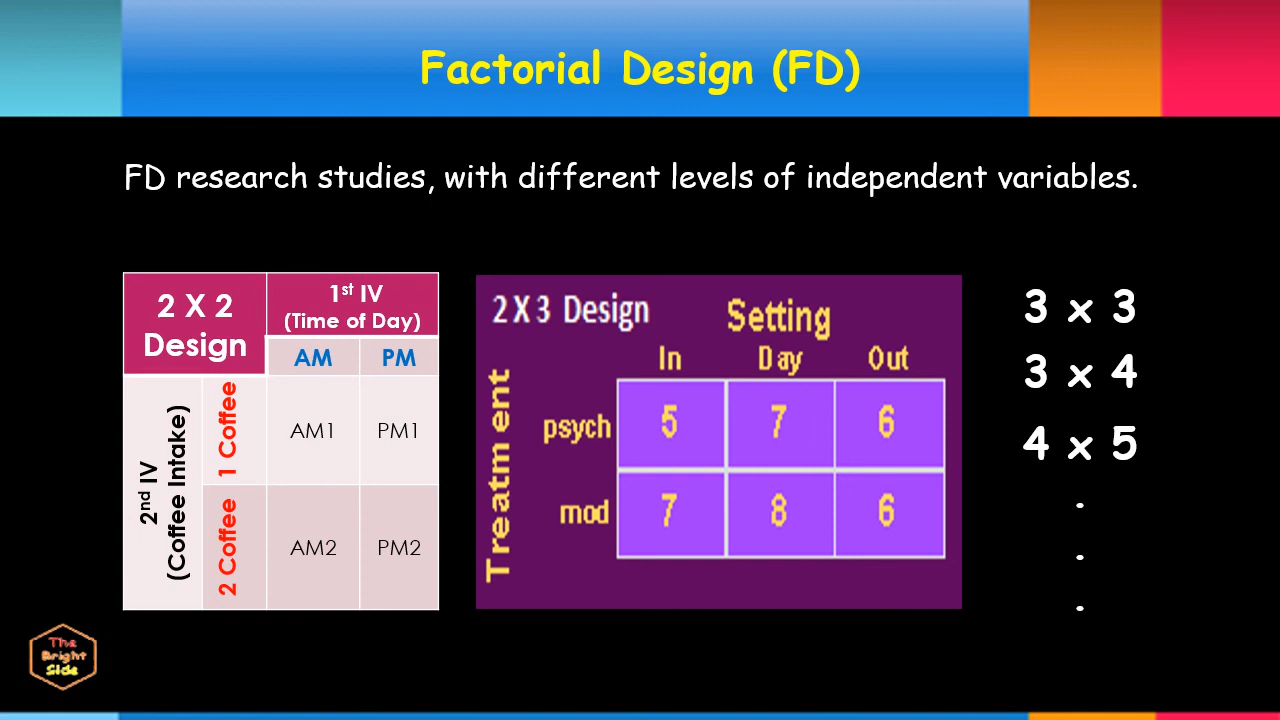 Factorial Design (FD)
FD research studies, with different levels of independent variables.
2 X 2
Design
1st IV
(Time of Day)
AM PM
2nd IV
(Coffee Intake)
1 Coffee
AM1 PM1
2 Coffee
AM2 PM2
2 X 3 Design
Setting
In Day Out
Treatment
psych 5 7 6
mod 7 8 6
3 x 3
3 x 4
4 x 5
.
.
.
The
Bright
Side